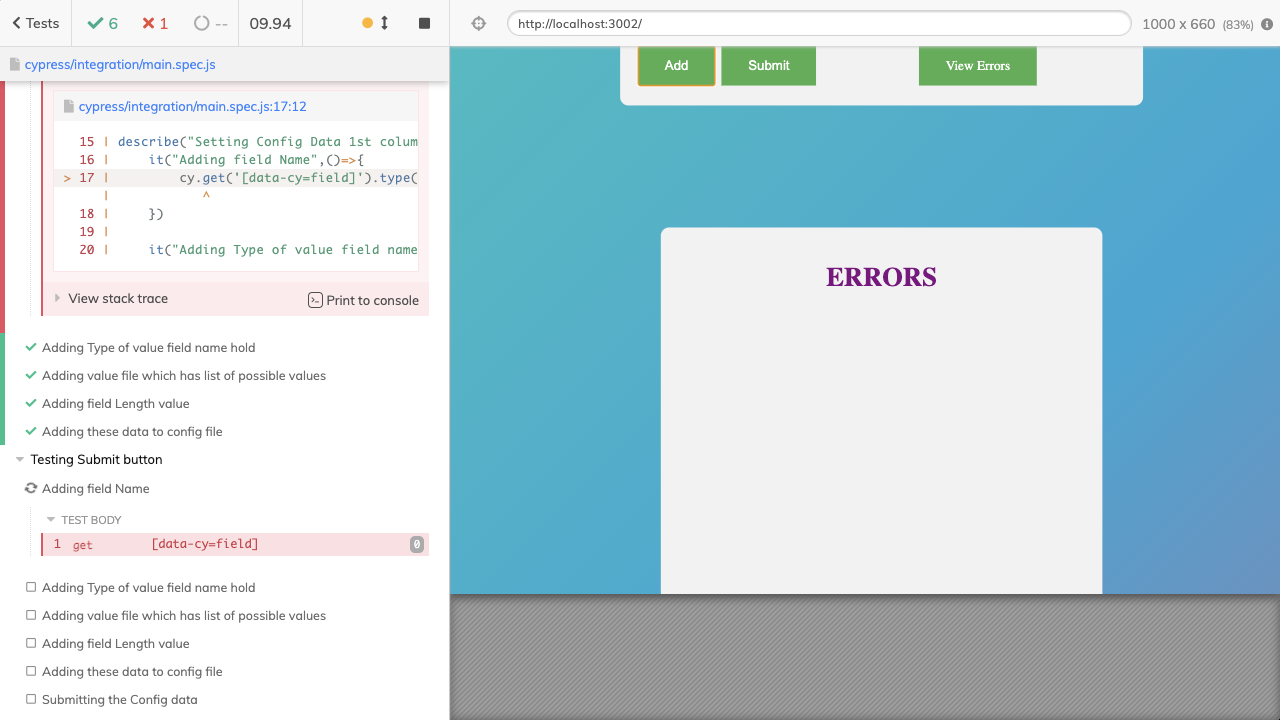 Tests
6
1
--
09.94
http://localhost:3002/
1000 x 660 (83%)
cypress/integration/main.spec.js
cypress/integration/main.spec.js:17:12
15 | describe("Setting Config Data 1st colum
16 |     it("Adding field Name",()=>{
> 17 |         cy.get('[data-cy=field]').type(
|            ^
18 |     })
19 |
20 |     it("Adding Type of value field name
View stack trace
Print to console
Adding Type of value field name hold
Adding value file which has list of possible values
Adding field Length value
Adding these data to config file
Testing Submit button
Adding field Name
TEST BODY
1 get [data-cy=field] 0
Adding Type of value field name hold
Adding value file which has list of possible values
Adding field Length value
Adding these data to config file
Submitting the Config data
Add
Submit
View Errors
ERRORS